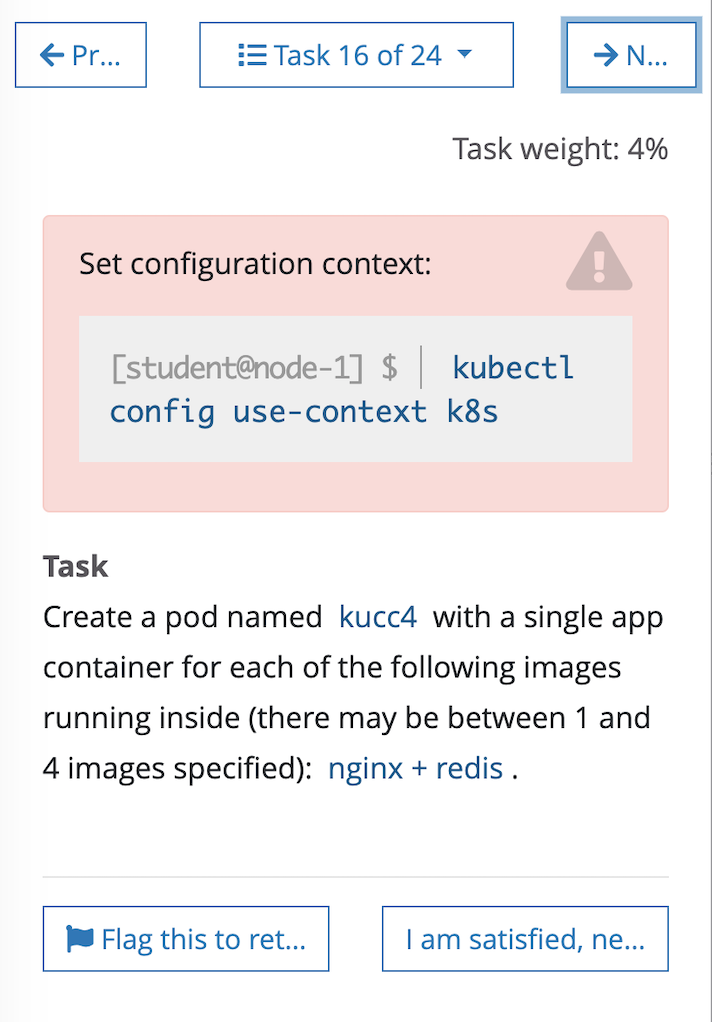 Pr...
Task 16 of 24
N...
Task weight: 4%
Set configuration context:
[student@node-1] $ | kubectl
config use-context k8s
Task
Create a pod named kucc4 with a single app
container for each of the following images
running inside (there may be between 1 and
4 images specified): nginx + redis .
Flag this to ret...
I am satisfied, ne...